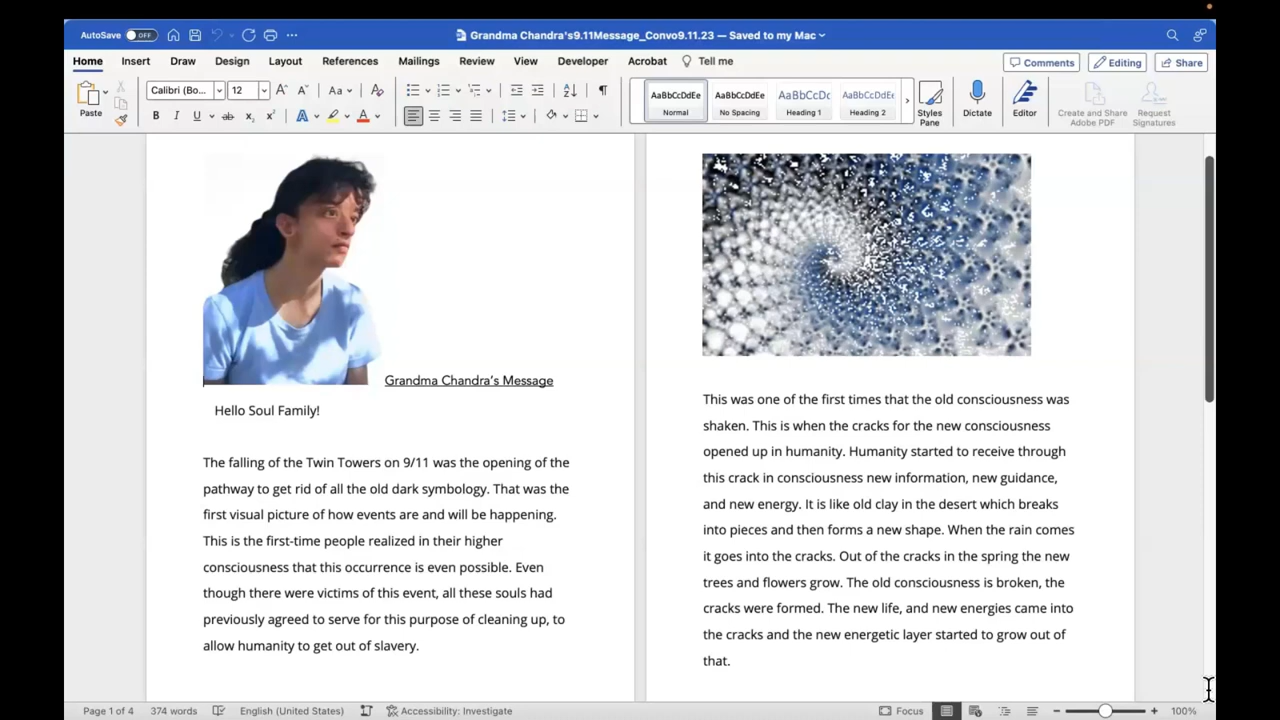 AutoSave OFF
Grandma Chandra's9.11Message_Convo9.11.23 — Saved to my Mac
Home Insert Draw Design Layout References Mailings Review View Developer Acrobat Tell me
Comments Editing Share
Paste
Calibri (Bo... 12
AaBbCcDdEe AaBbCcDdEe AaBbCcDc AaBbCcDdEe
Normal No Spacing Heading 1 Heading 2
Styles Pane
Dictate
Editor
Create and Share Adobe PDF
Request Signatures
Grandma Chandra's Message
Hello Soul Family!
The falling of the Twin Towers on 9/11 was the opening of the
pathway to get rid of all the old dark symbology. That was the
first visual picture of how events are and will be happening.
This is the first-time people realized in their higher
consciousness that this occurrence is even possible. Even
though there were victims of this event, all these souls had
previously agreed to serve for this purpose of cleaning up, to
allow humanity to get out of slavery.
This was one of the first times that the old consciousness was
shaken. This is when the cracks for the new consciousness
opened up in humanity. Humanity started to receive through
this crack in consciousness new information, new guidance,
and new energy. It is like old clay in the desert which breaks
into pieces and then forms a new shape. When the rain comes
it goes into the cracks. Out of the cracks in the spring the new
trees and flowers grow. The old consciousness is broken, the
cracks were formed. The new life, and new energies came into
the cracks and the new energetic layer started to grow out of
that.
Page 1 of 4 374 words English (United States) Accessibility: Investigate Focus 100%